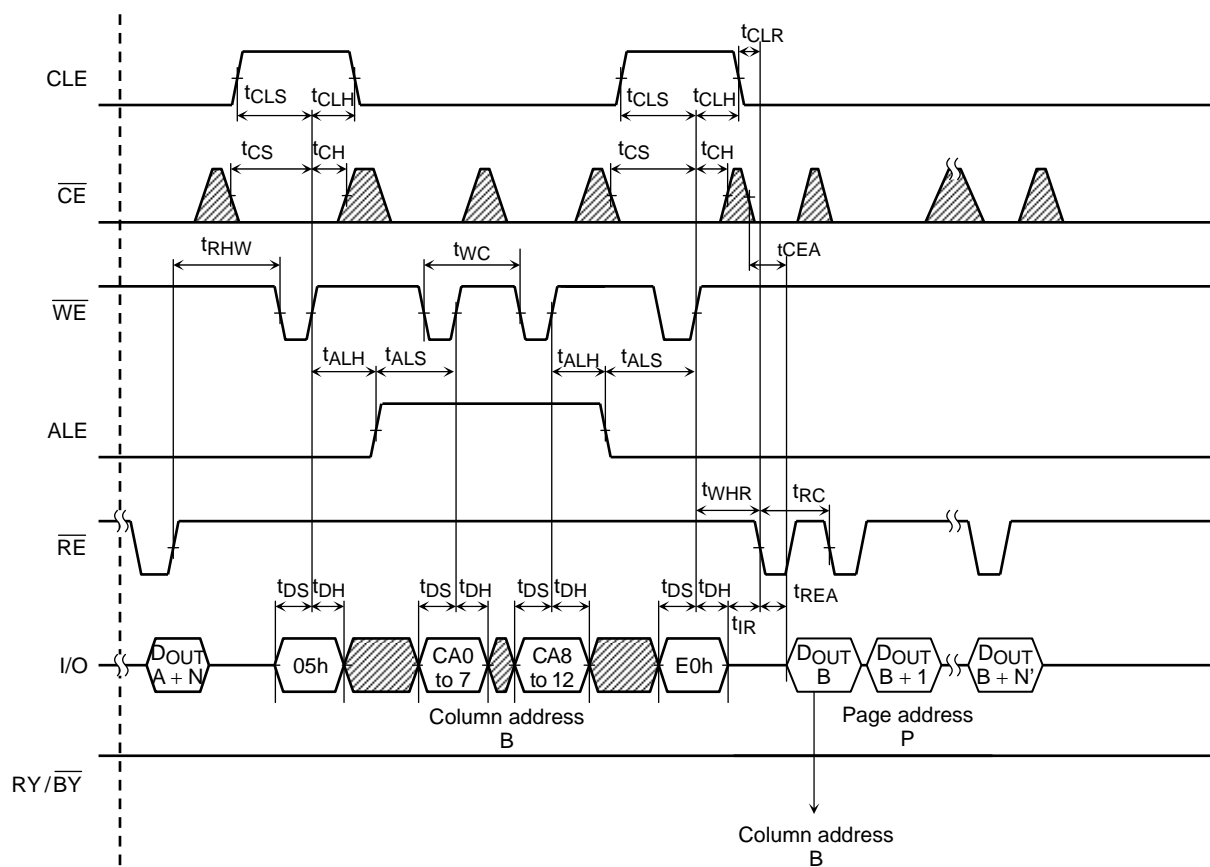 tCLR
CLE
tCLS tCLH tCLS tCLH
tCS tCH tCS tCH
CE
tRHW tWC tCEA
WE
tALH tALS tALH tALS
ALE
tWHR tRC
RE
tDS tDH tDS tDH tDS tDH tDS tDH tREA
tIR
I/O
DOUT
A + N
05h
CA0
to 7
CA8
to 12
E0h
DOUT
B
DOUT
B + 1
DOUT
B + N’
Column address
B
Page address
P
RY/BY
Column address
B